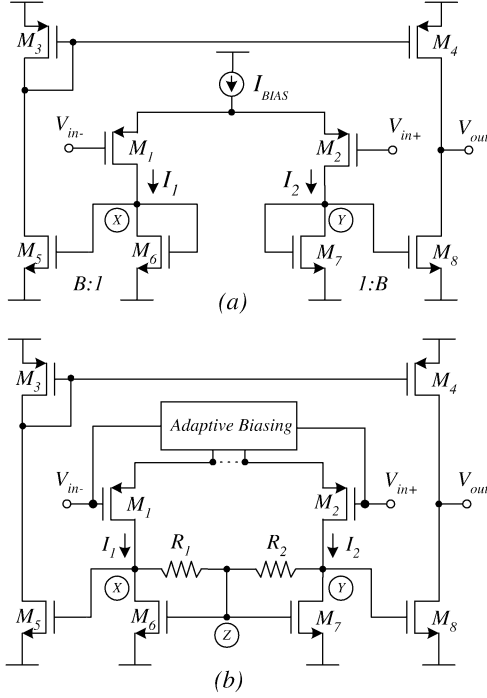 M3
M4
IBIAS
Vin-
M1
M2
Vin+
Vout
I1
I2
X
Y
M5
M6
M7
M8
B:1
1:B
(a)
M3
M4
Adaptive Biasing
Vin-
M1
M2
Vin+
Vout
I1
R1
R2
I2
X
Y
M5
M6
Z
M7
M8
(b)